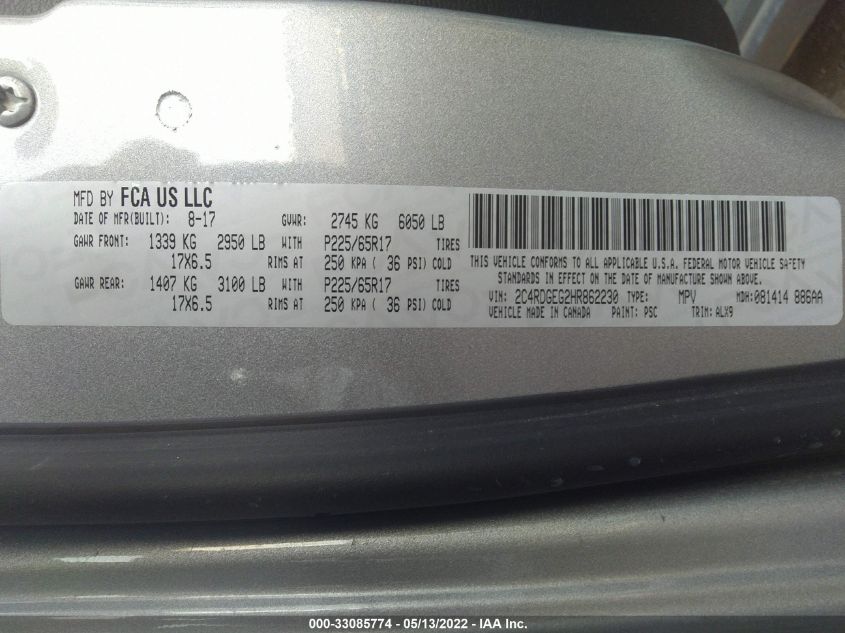 MFD BY FCA US LLC
DATE OF MFR(BUILT): 8-17 GVWR: 2745 KG 6050 LB
GAWR FRONT: 1339 KG 2950 LB WITH P225/65R17 TIRES
17X6.5 RIMS AT 250 KPA ( 36 PSI) COLD
GAWR REAR: 1407 KG 3100 LB WITH P225/65R17 TIRES
17X6.5 RIMS AT 250 KPA ( 36 PSI) COLD
THIS VEHICLE CONFORMS TO ALL APPLICABLE U.S.A. FEDERAL MOTOR VEHICLE SAFETY
STANDARDS IN EFFECT ON THE DATE OF MANUFACTURE SHOWN ABOVE.
VIN: 2C4RDGEG2HR862230 TYPE: MPV MDH:081414 886AA
VEHICLE MADE IN CANADA PAINT: PSC TRIM: ALX9
000-33085774 - 05/13/2022 - IAA Inc.